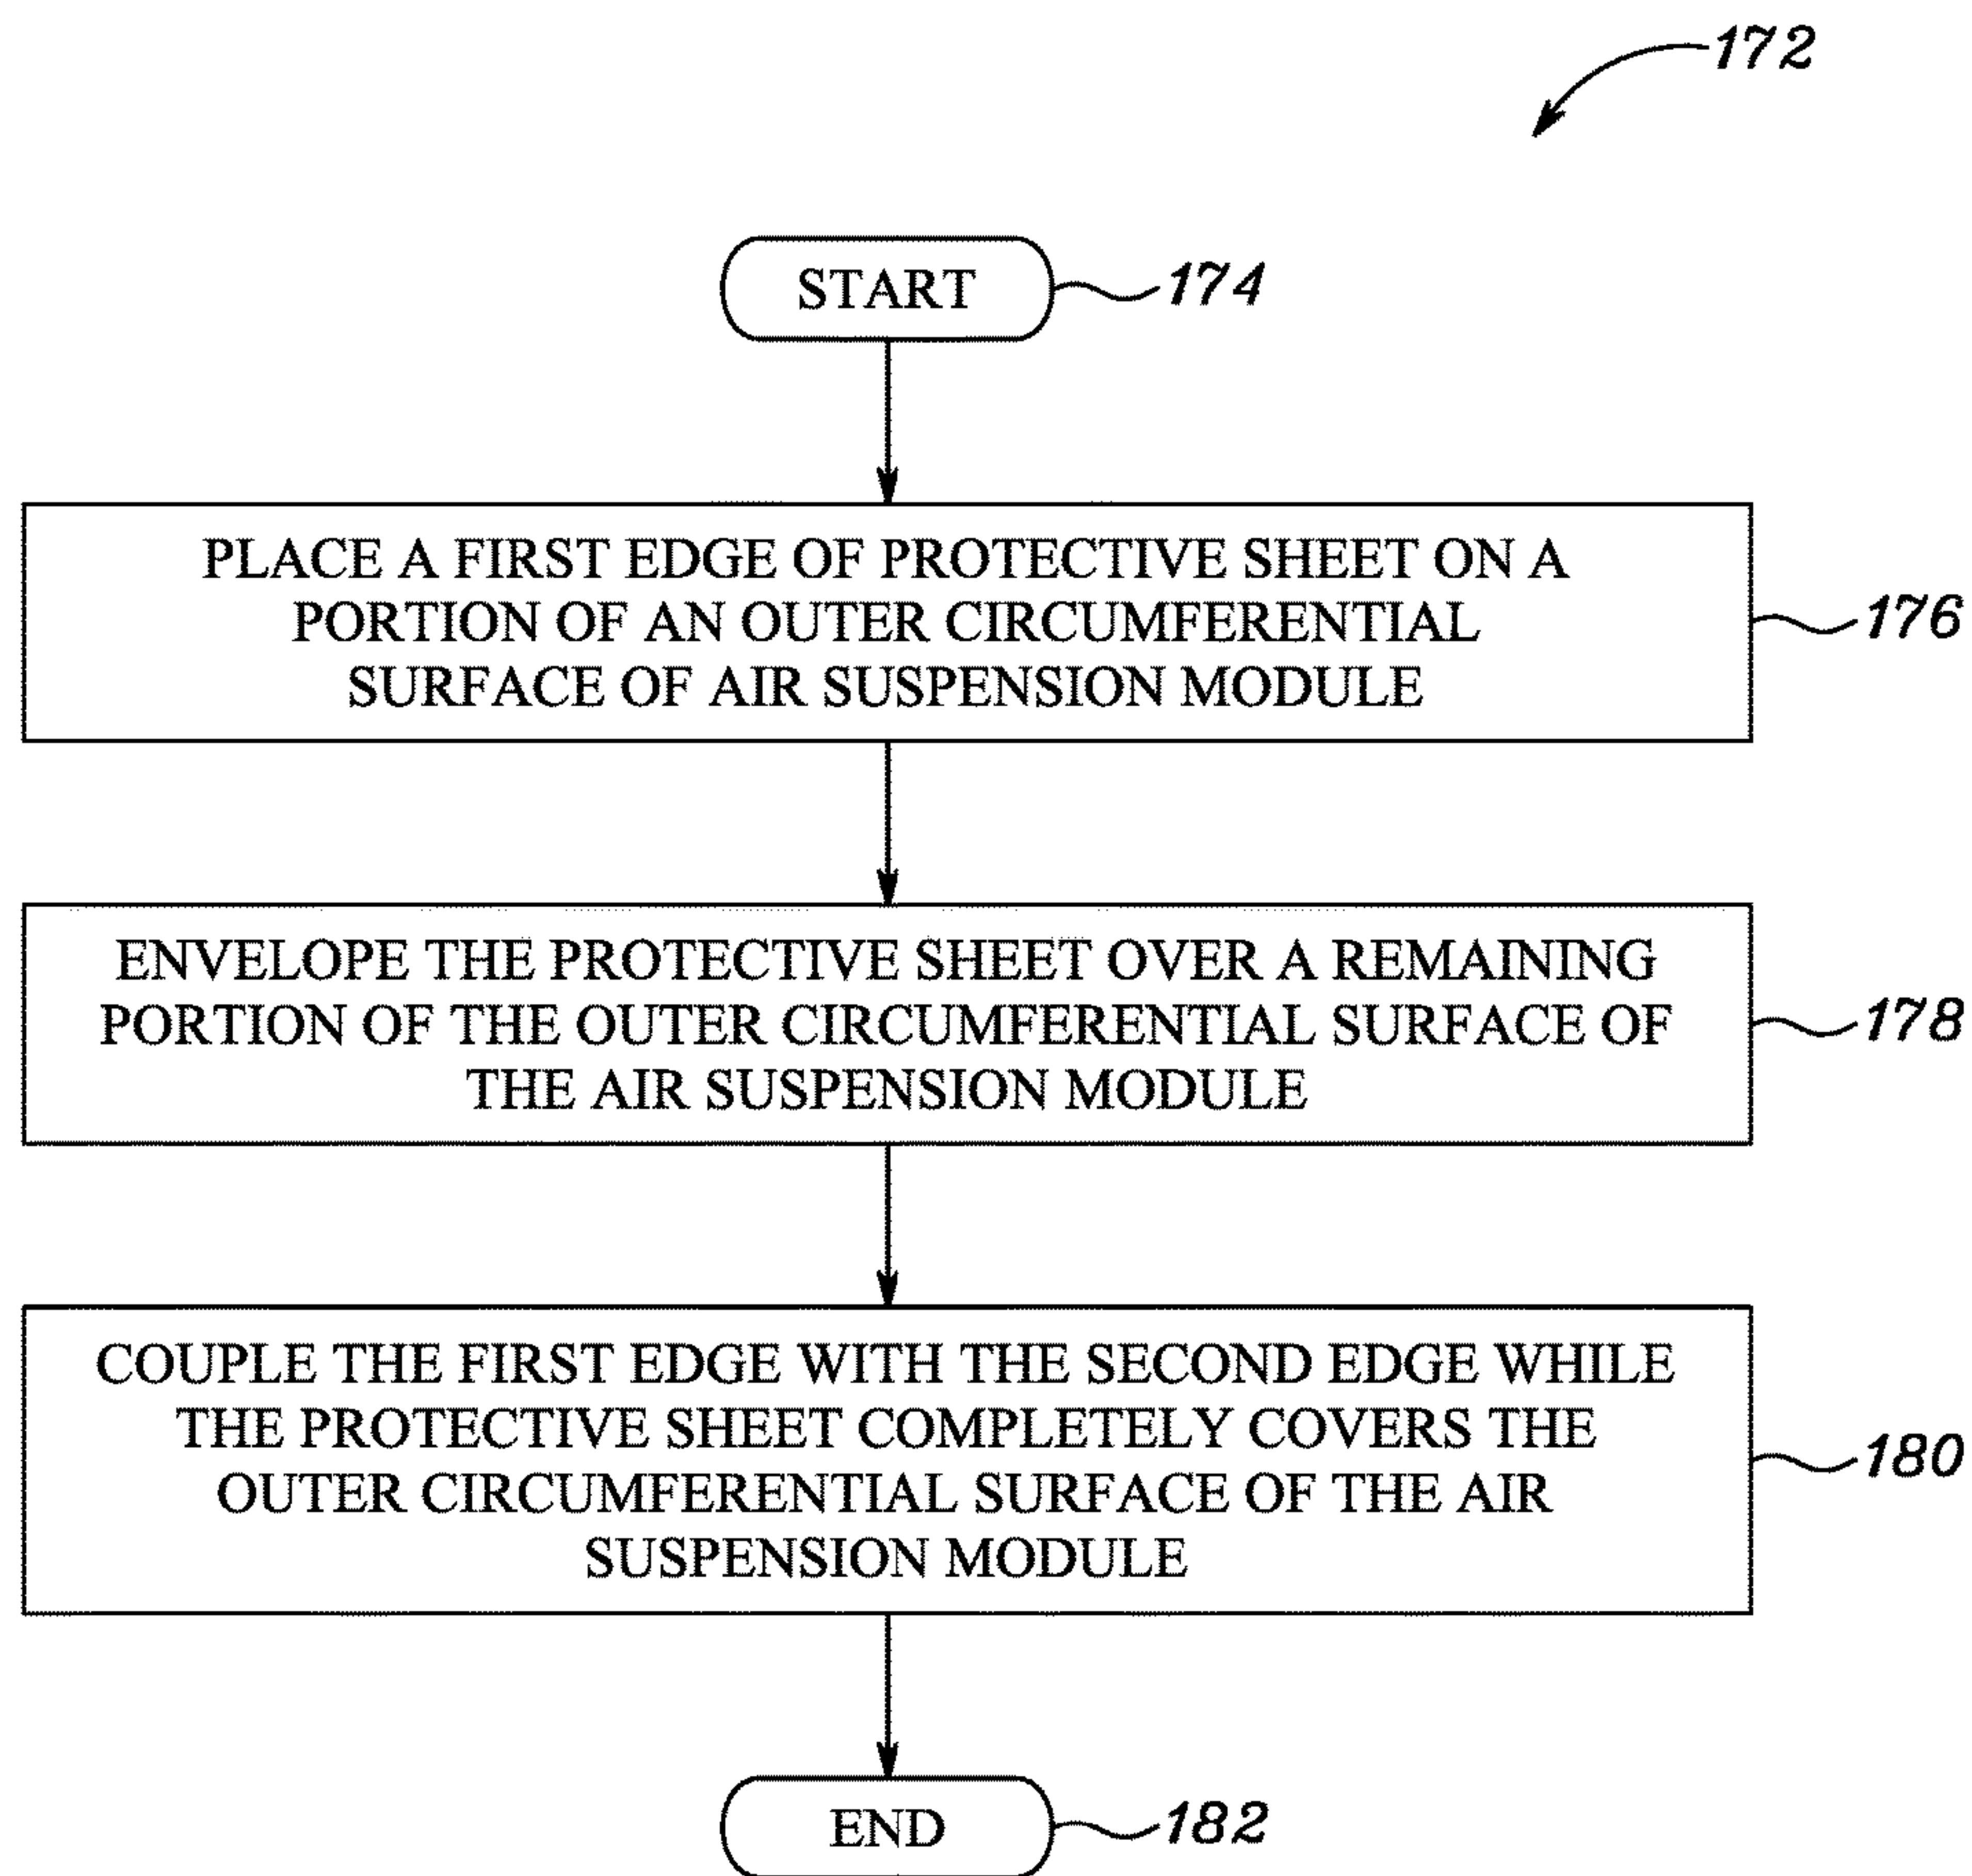 172
START
174
PLACE A FIRST EDGE OF PROTECTIVE SHEET ON A
PORTION OF AN OUTER CIRCUMFERENTIAL
SURFACE OF AIR SUSPENSION MODULE
176
ENVELOPE THE PROTECTIVE SHEET OVER A REMAINING
PORTION OF THE OUTER CIRCUMFERENTIAL SURFACE OF
THE AIR SUSPENSION MODULE
178
COUPLE THE FIRST EDGE WITH THE SECOND EDGE WHILE
THE PROTECTIVE SHEET COMPLETELY COVERS THE
OUTER CIRCUMFERENTIAL SURFACE OF THE AIR
SUSPENSION MODULE
180
END
182